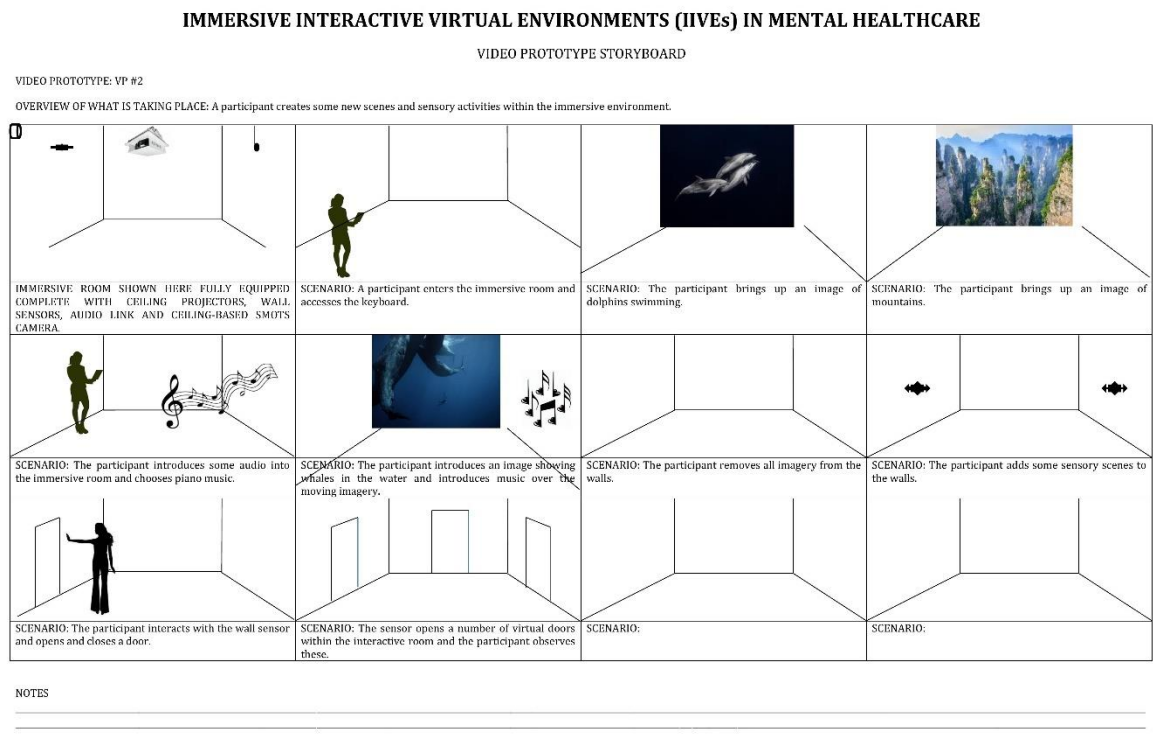 IMMERSIVE INTERACTIVE VIRTUAL ENVIRONMENTS (IIVEs) IN MENTAL HEALTHCARE
VIDEO PROTOTYPE STORYBOARD
VIDEO PROTOTYPE: VP #2
OVERVIEW OF WHAT IS TAKING PLACE: A participant creates some new scenes and sensory activities within the immersive environment.
IMMERSIVE ROOM SHOWN HERE FULLY EQUIPPED
COMPLETE WITH CEILING PROJECTORS, WALL
SENSORS, AUDIO LINK AND CEILING-BASED SMOTS
CAMERA.
SCENARIO: A participant enters the immersive room and
accesses the keyboard.
SCENARIO: The participant brings up an image of
dolphins swimming.
SCENARIO: The participant brings up an image of
mountains.
SCENARIO: The participant introduces some audio into
the immersive room and chooses piano music.
SCENARIO: The participant introduces an image showing
whales in the water and introduces music over the
moving imagery.
SCENARIO: The participant removes all imagery from the
walls.
SCENARIO: The participant adds some sensory scenes to
the walls.
SCENARIO: The participant interacts with the wall sensor
and opens and closes a door.
SCENARIO: The sensor opens a number of virtual doors
within the interactive room and the participant observes
these.
SCENARIO:
SCENARIO:
NOTES